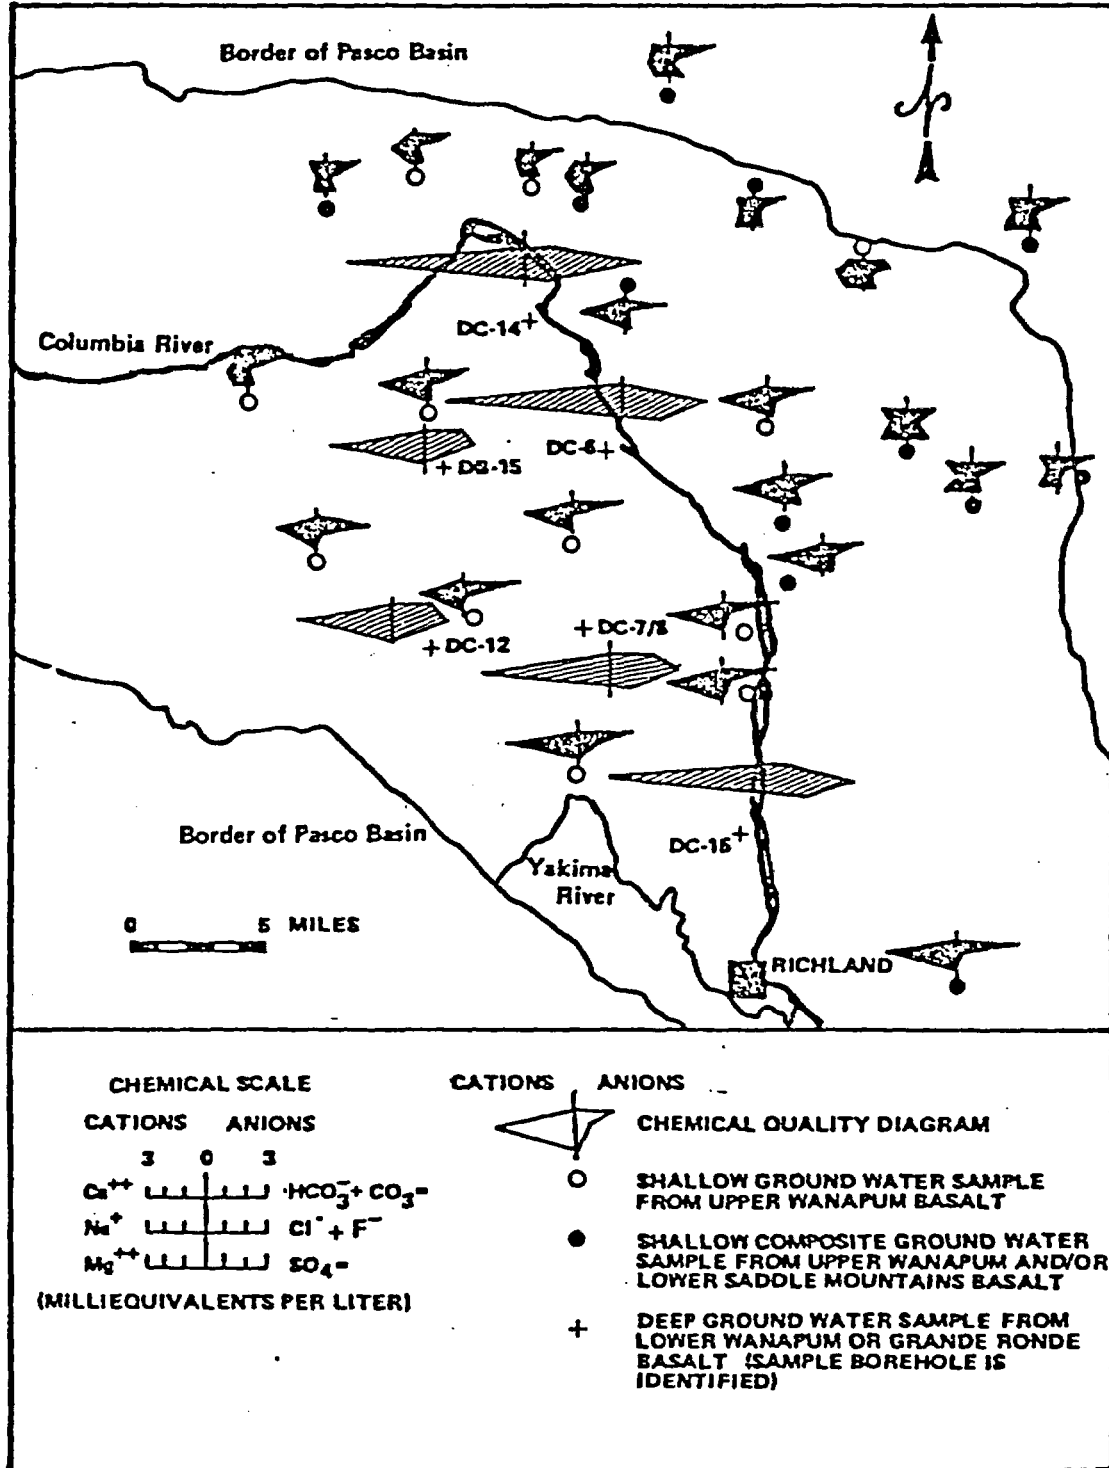 Border of Pasco Basin
Columbia River
DC-14
DC-6
DB-15
DC-12
DC-7/8
DC-15
Border of Pasco Basin
Yakima
River
0 5 MILES
RICHLAND
CHEMICAL SCALE
CATIONS ANIONS
3 0 3
Ca++ HCO3− + CO3=
Na+ Cl− + F−
Mg++ SO4=
(MILLIEQUIVALENTS PER LITER)
CATIONS ANIONS
CHEMICAL QUALITY DIAGRAM
SHALLOW GROUND WATER SAMPLE
FROM UPPER WANAPUM BASALT
SHALLOW COMPOSITE GROUND WATER
SAMPLE FROM UPPER WANAPUM AND/OR
LOWER SADDLE MOUNTAINS BASALT
DEEP GROUND WATER SAMPLE FROM
LOWER WANAPUM OR GRANDE RONDE
BASALT (SAMPLE BOREHOLE IS
IDENTIFIED)